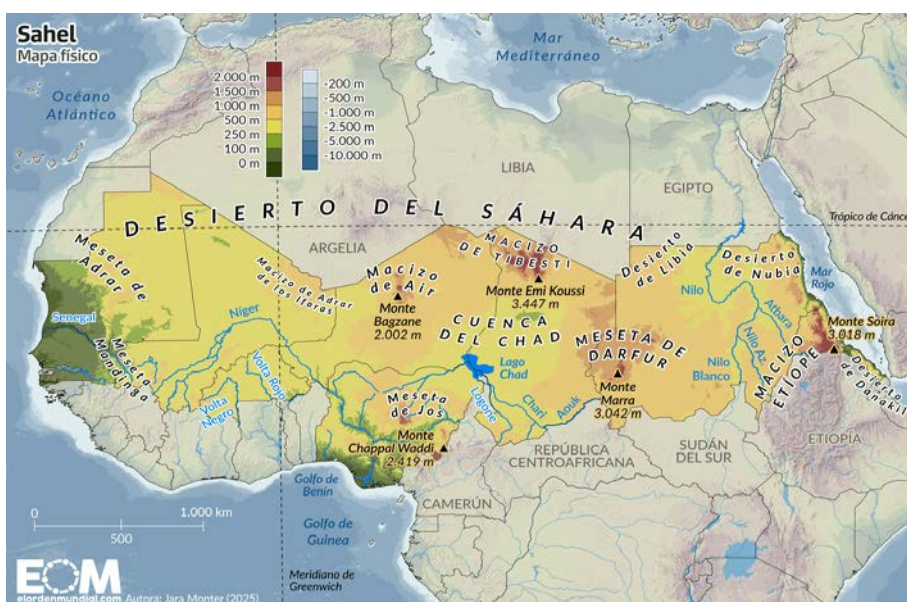 Sahel
Mapa físico
Mar
Mediterráneo
Océano
Atlántico
2.000 m
1.500 m
1.000 m
500 m
250 m
100 m
0 m
-200 m
-500 m
-1.000 m
-2.500 m
-5.000 m
-10.000 m
LIBIA
EGIPTO
ARGELIA
DESIERTO DEL SÁHARA
Trópico de Cánce
Meseta de
Adrar
Macizo de Adrar
de los Iforas
Macizo
de Air
Monte
Bagzane
2.002 m
MACIZO
DE TIBESTI
Monte Emi Koussi
3.447 m
Desierto
de Libia
Desierto
de Nubia
Mar
Rojo
Nilo
Atbara
Nilo Az.
Nilo
Blanco
Monte Soira
3.018 m
MACIZO
ETÍOPE
Desierto
de Danakil
ETIOPÍA
CUENCA
DEL CHAD
MESETA DE
DARFUR
Monte
Marra
3.042 m
Lago
Chad
Logone
Chari
Aouk
Senegal
Níger
Meseta
Mandinga
Volta
Negro
Volta Rojo
Meseta
de Jos
Monte
Chappal Waddi
2.419 m
REPÚBLICA
CENTROAFRICANA
SUDÁN
DEL SUR
CAMERÚN
Golfo de
Benín
Golfo de
Guinea
Meridiano de
Greenwich
0
500
1.000 km
EOM
elordenmundial.com Autora: Jara Monter (2025)